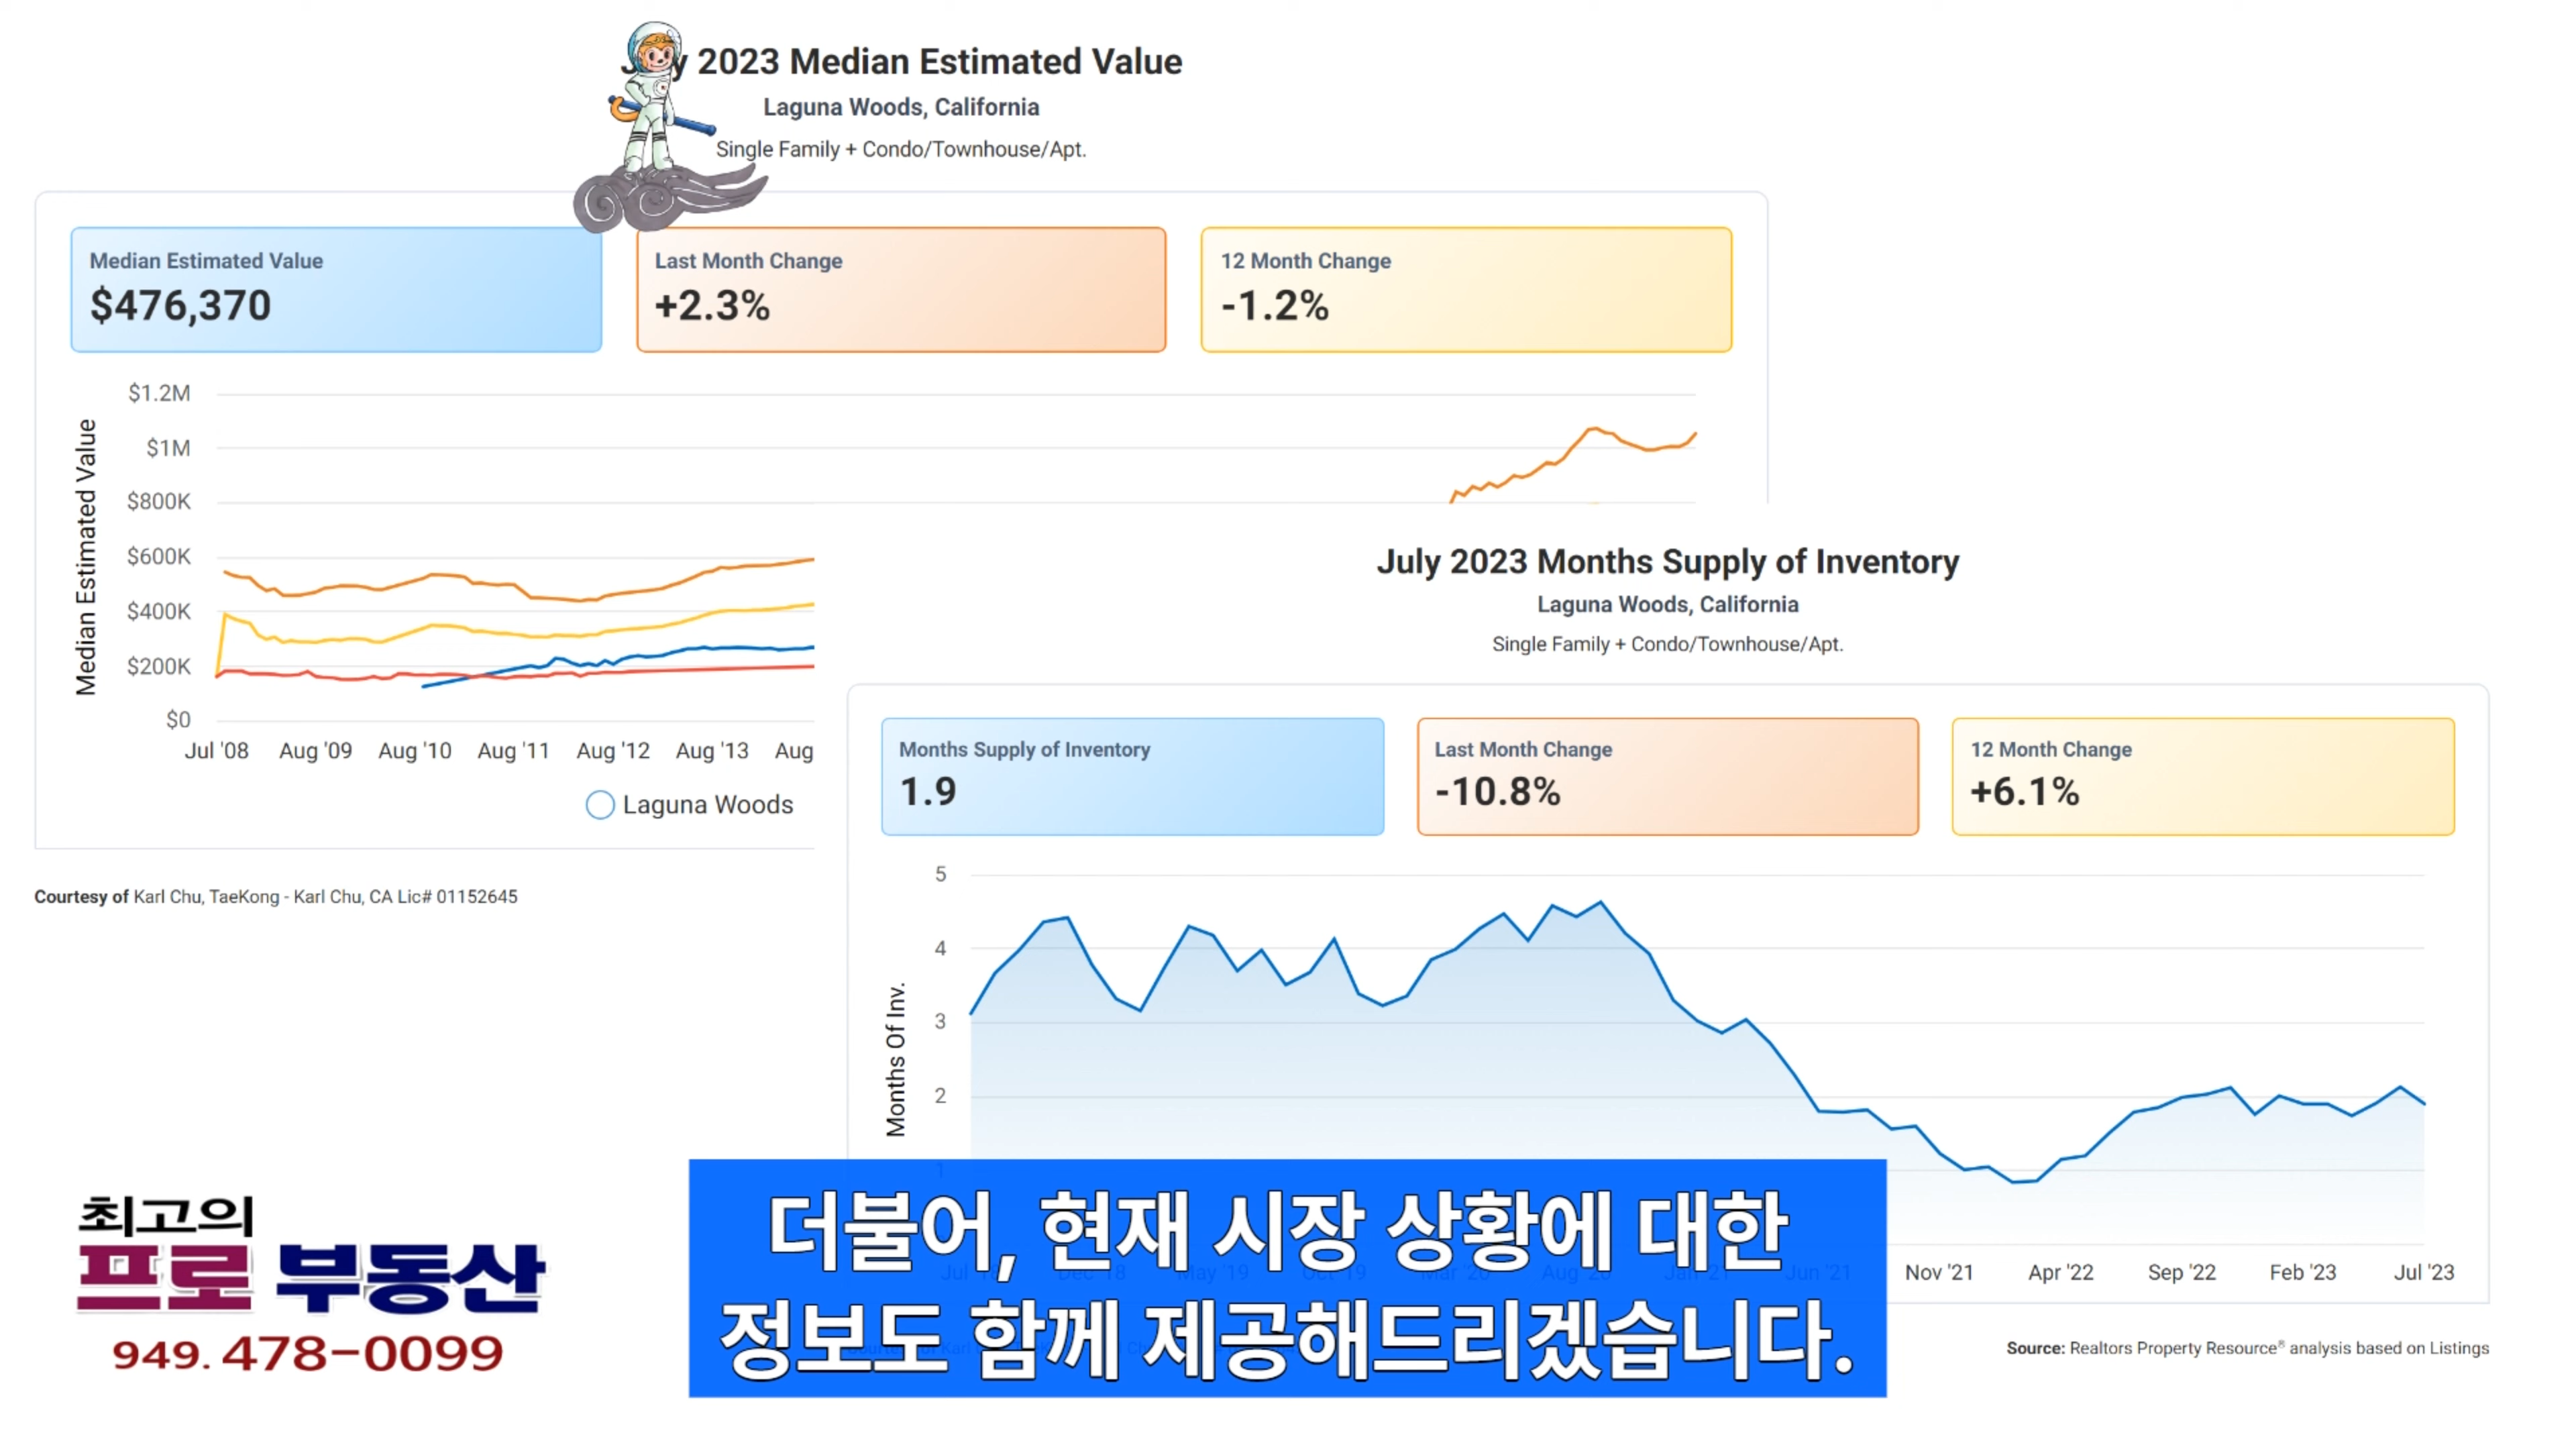 2023 Median Estimated Value
Laguna Woods, California
Single Family + Condo/Townhouse/Apt.
Median Estimated Value
$476,370
Last Month Change
+2.3%
12 Month Change
-1.2%
Median Estimated Value
$1.2M
$1M
$800K
$600K
$400K
$200K
$0
Jul '08 Aug '09 Aug '10 Aug '11 Aug '12 Aug '13 Aug
Laguna Woods
Courtesy of Karl Chu, TaeKong - Karl Chu, CA Lic# 01152645
July 2023 Months Supply of Inventory
Laguna Woods, California
Single Family + Condo/Townhouse/Apt.
Months Supply of Inventory
1.9
Last Month Change
-10.8%
12 Month Change
+6.1%
Months Of Inv.
5
4
3
2
1
Nov '21 Apr '22 Sep '22 Feb '23 Jul '23
Source: Realtors Property Resource® analysis based on Listings
최고의
프로 부동산
949. 478-0099
더불어, 현재 시장 상황에 대한
정보도 함께 제공해드리겠습니다.